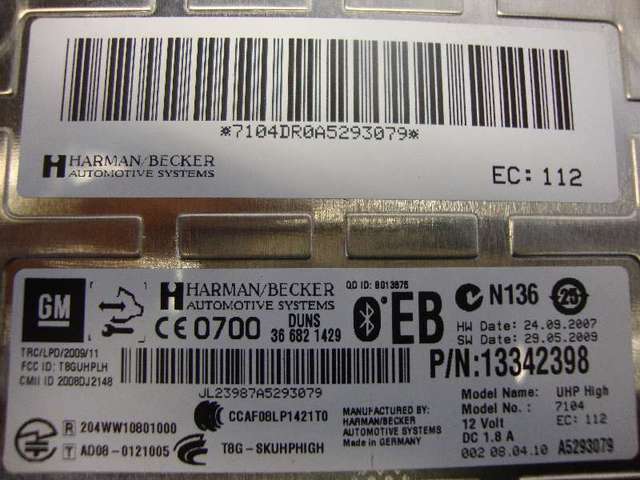 *7104DR0A5293079*
HARMAN/BECKER
AUTOMOTIVE SYSTEMS
EC: 112
GM
HARMAN/BECKER
AUTOMOTIVE SYSTEMS
QD ID: B013875
EB
N136
25
HW Date: 24.09.2007
SW Date: 29.05.2009
CE 0700
DUNS
36 682 1429
P/N:13342398
TRC/LPD/2009/11
FCC ID: T8GUHPLH
CMII ID 2008DJ2148
JL23987A5293079
R 204WW10801000
T AD08-0121005
CCAF08LP1421T0
T8G-SKUHPHIGH
MANUFACTURED BY
HARMAN/BECKER
AUTOMOTIVE SYSTEMS
Made in GERMANY
Model Name: UHP High
Model No.: 7104
12 Volt EC: 112
DC 1.8 A
002 08.04.10 A5293079